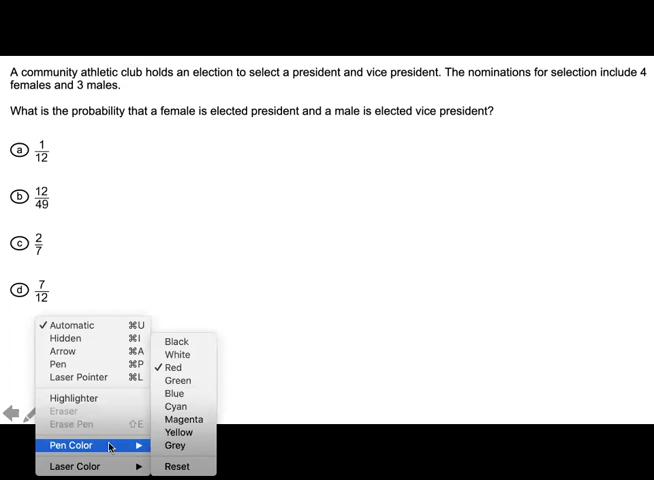 A community athletic club holds an election to select a president and vice president. The nominations for selection include 4
females and 3 males.
What is the probability that a female is elected president and a male is elected vice president?
a 1/12
b 12/49
c 2/7
d 7/12
✓ Automatic ⌘U
Hidden ⌘I
Arrow ⌘A
Pen ⌘P
Laser Pointer ⌘L
Highlighter
Eraser
Erase Pen ⇧E
Pen Color ▶
Laser Color ▶
Black
White
✓ Red
Green
Blue
Cyan
Magenta
Yellow
Grey
Reset